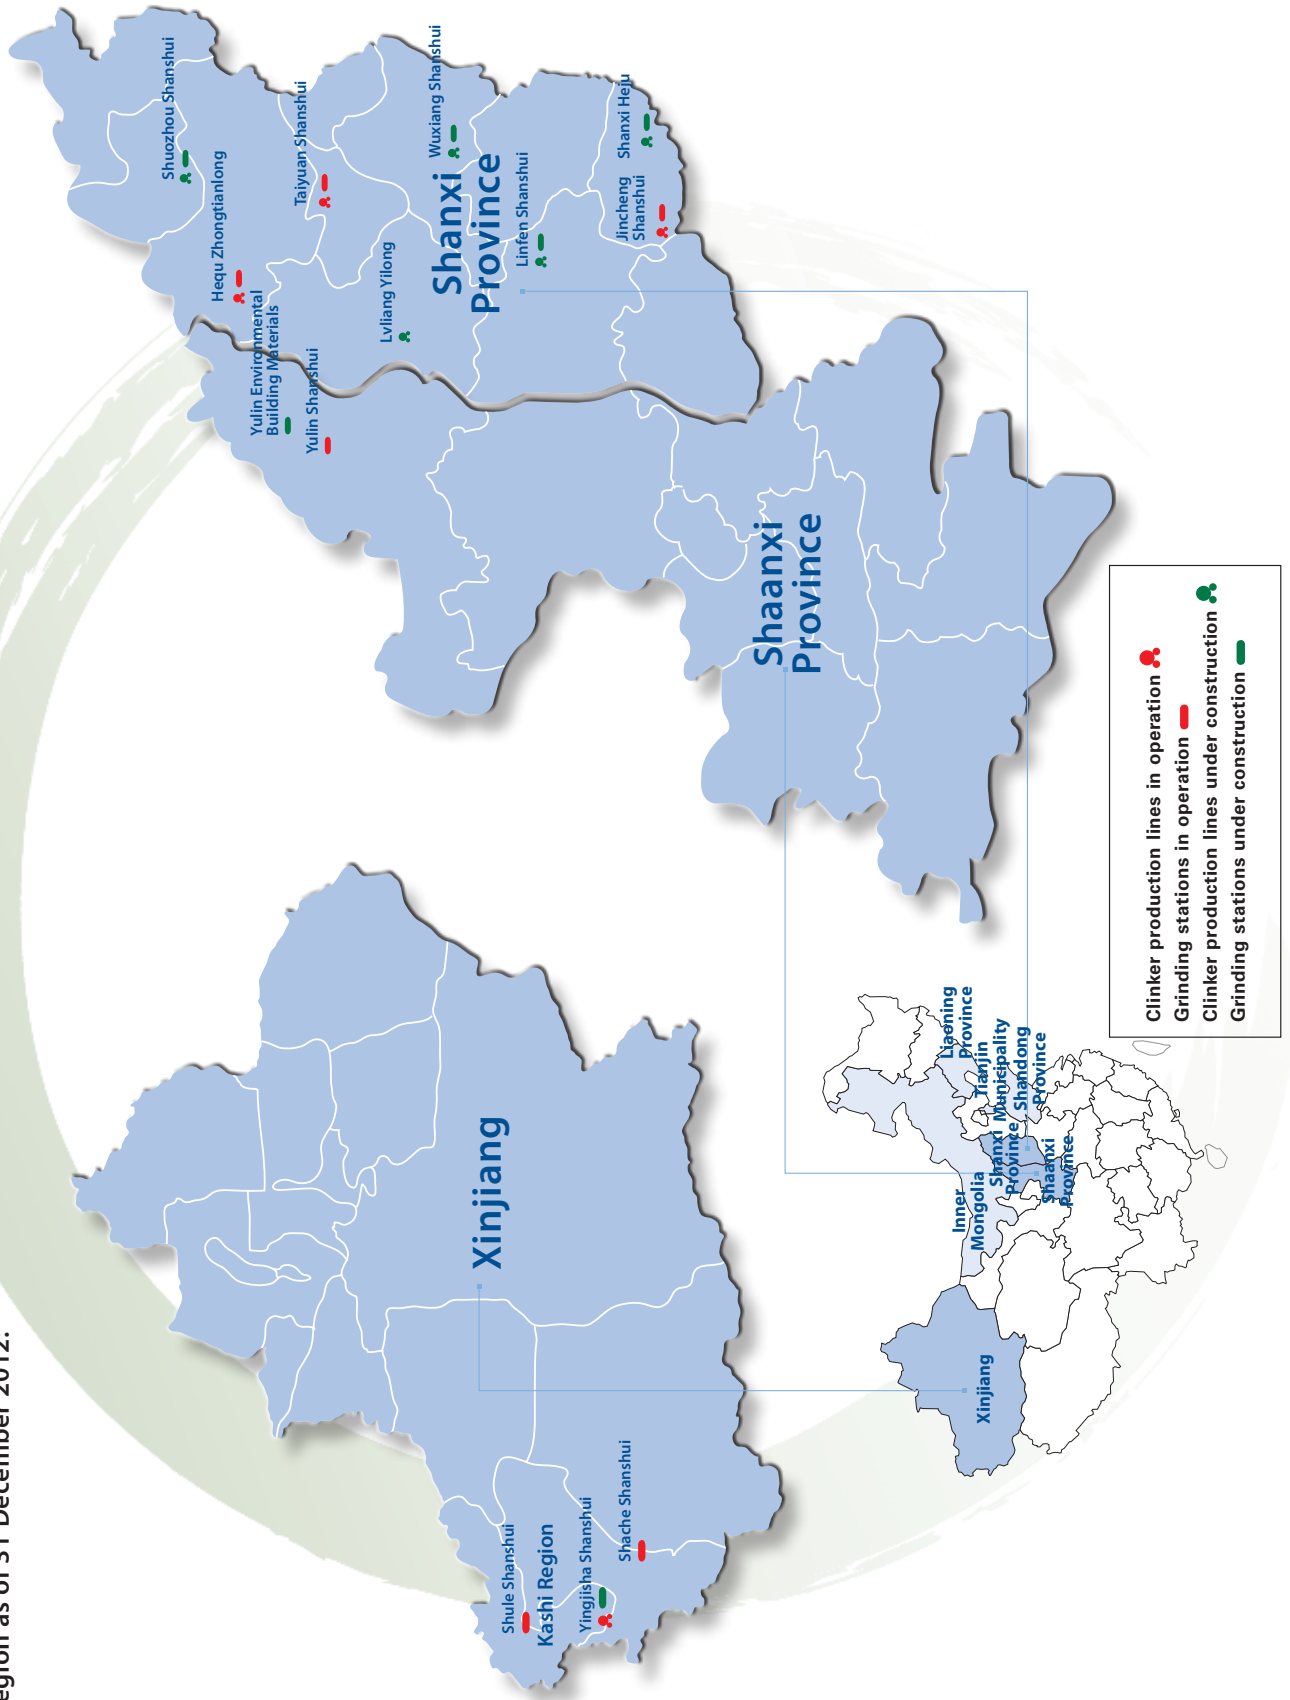 egion as of 31 December 2012:
Shuozhou Shanshui
Hequ Zhongtianlong
Taiyuan Shanshui
Yulin Environmental
Building Materials
Yulin Shanshui
Lvliang Yilong
Wuxiang Shanshui
Shanxi
Province
Linfen Shanshui
Shanxi Heju
Jincheng
Shanshui
Shaanxi
Province
Xinjiang
Shule Shanshui
Kashi Region
Yingjisha Shanshui
Shache Shanshui
Liaoning
Province
Tianjin
Municipality
Shandong
Province
Shanxi
Province
Inner
Mongolia
Shaanxi
Province
Xinjiang
Clinker production lines in operation
Grinding stations in operation
Clinker production lines under construction
Grinding stations under construction